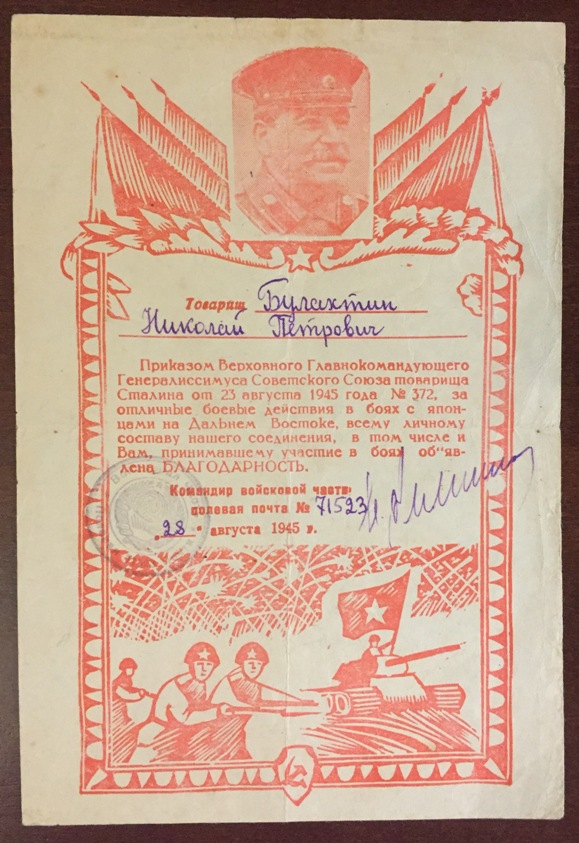 Товарищ Булахтин
Николай Петрович
Приказом Верховного Главнокомандующего
Генералиссимуса Советского Союза товарища
Сталина от 23 августа 1945 года № 372, за
отличные боевые действия в боях с япон-
цами на Дальнем Востоке, всему личному
составу нашего соединения, в том числе и
Вам, принимавшему участие в боях об"яв-
лена БЛАГОДАРНОСТЬ.
Командир войсковой части
полевая почта № 71523
"28" августа 1945 г.